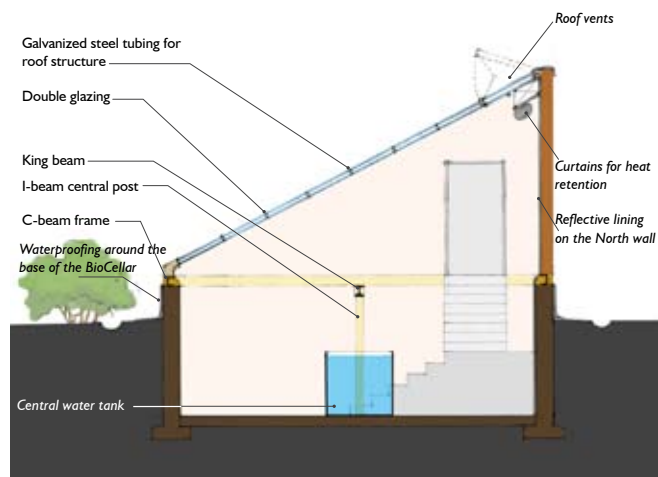 Roof vents
Galvanized steel tubing for
roof structure
Double glazing
King beam
I-beam central post
Curtains for heat
retention
C-beam frame
Reflective lining
on the North wall
Waterproofing around the
base of the BioCellar
Central water tank